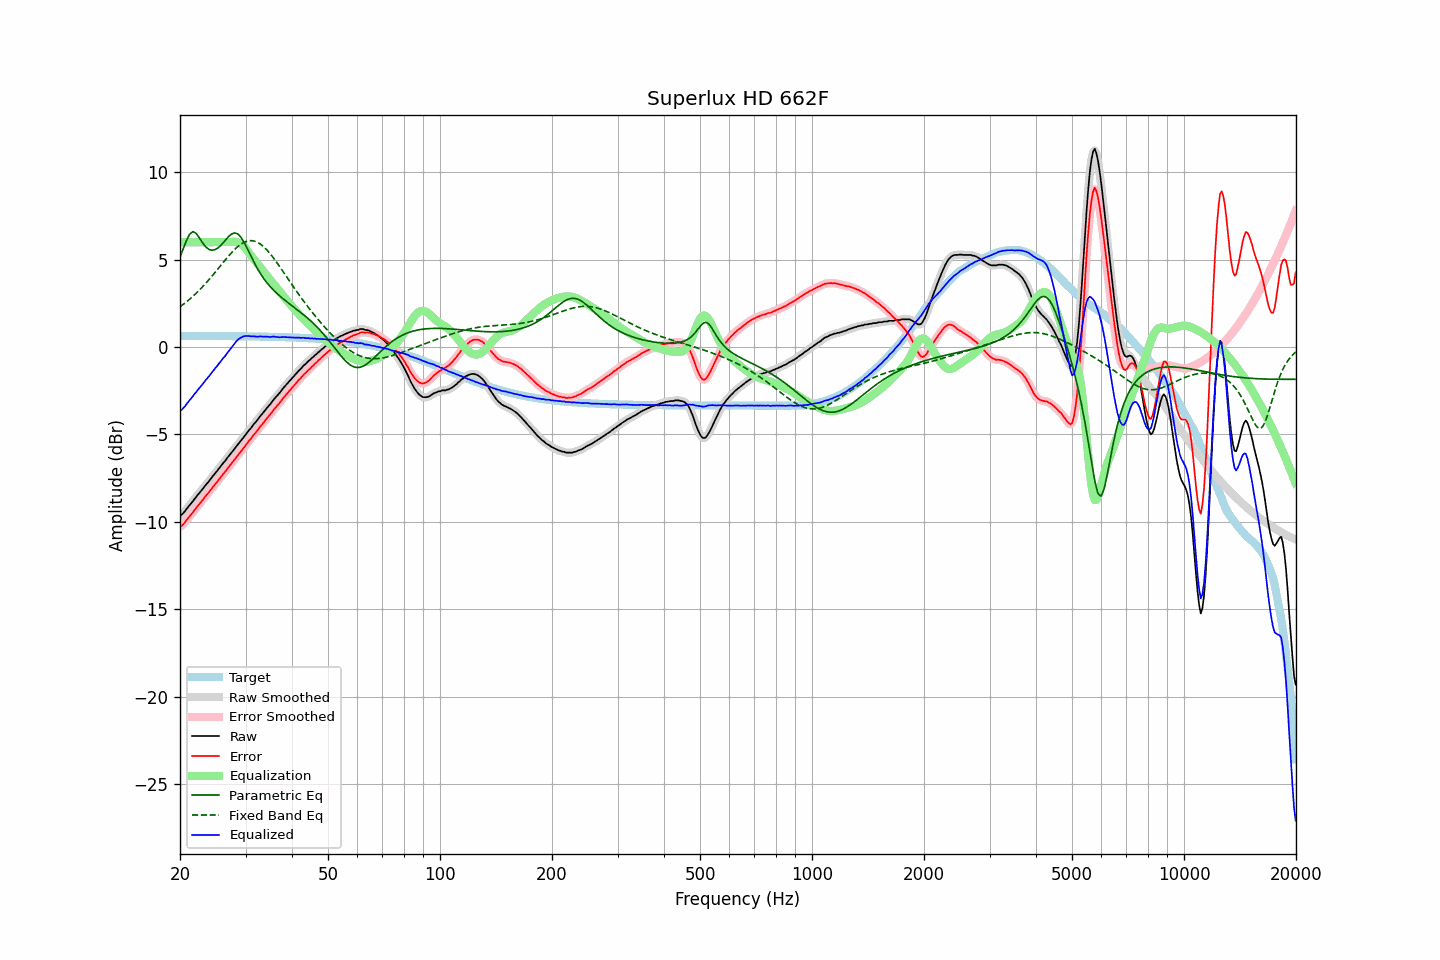 Superlux HD 662F
Amplitude (dBr)
10
5
0
−5
−10
−15
−20
−25
Target
Raw Smoothed
Error Smoothed
Raw
Error
Equalization
Parametric Eq
Fixed Band Eq
Equalized
20
50
100
200
500
1000
2000
5000
10000
20000
Frequency (Hz)